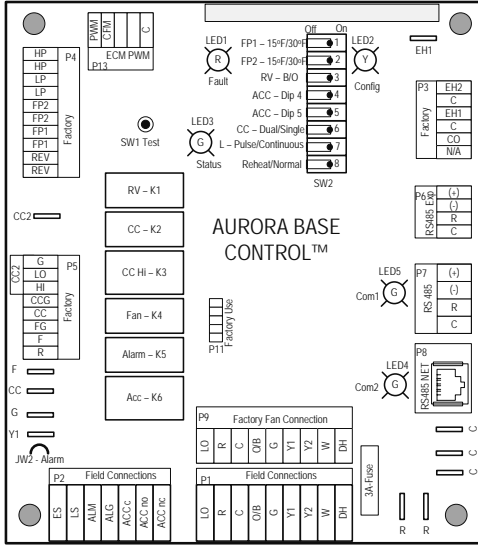 PWM
CFM
C
ECM PWM
P13
P4
HP
HP
LP
LP
FP2
FP2
FP1
FP1
REV
REV
Factory
LED1
R
Fault
SW1 Test
LED3
G
Status
Off On
FP1 – 15ºF/30ºF 1
FP2 – 15ºF/30ºF 2
RV – B/O 3
ACC – Dip 4 4
ACC – Dip 5 5
CC – Dual/Single 6
L – Pulse/Continuous 7
Reheat/Normal 8
SW2
LED2
Y
Config
EH1
P3
Factory
EH2
C
EH1
C
CO
N/A
RV – K1
CC – K2
CC Hi – K3
Fan – K4
Alarm – K5
Acc – K6
AURORA BASE
CONTROL™
P6
RS485 EXP
(+)
(-)
R
C
CC2
CC2
P5
G
LO
HI
CCG
CC
FG
F
R
Factory
LED5
G
Com1
P7
RS 485
(+)
(-)
R
C
P11
Factory Use
LED4
G
Com2
P8
RS485 NET
F
CC
G
Y1
JW2 - Alarm
P9
Factory Fan Connection
LO
R
C
O/B
G
Y1
Y2
W
DH
3A-Fuse
C
C
C
P2
Field Connections
ES
LS
ALM
ALG
ACC c
ACC no
ACC nc
P1
Field Connections
LO
R
C
O/B
G
Y1
Y2
W
DH
R R